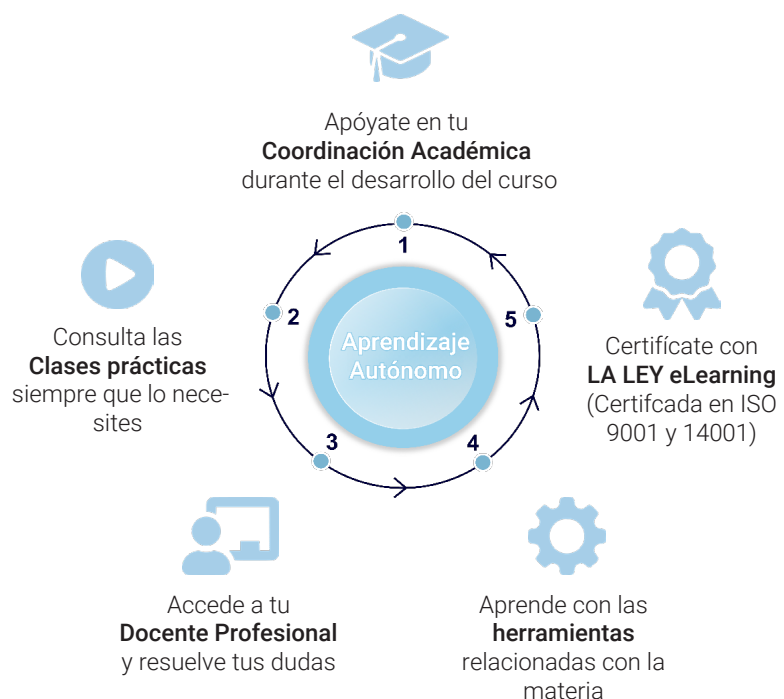 Apóyate en tu
Coordinación Académica
durante el desarrollo del curso
1
Consulta las
Clases prácticas
siempre que lo nece-
sites
2
Aprendizaje
Autónomo
5
Certifícate con
LA LEY eLearning
(Certifcada en ISO
9001 y 14001)
3
4
Accede a tu
Docente Profesional
y resuelve tus dudas
Aprende con las
herramientas
relacionadas con la
materia